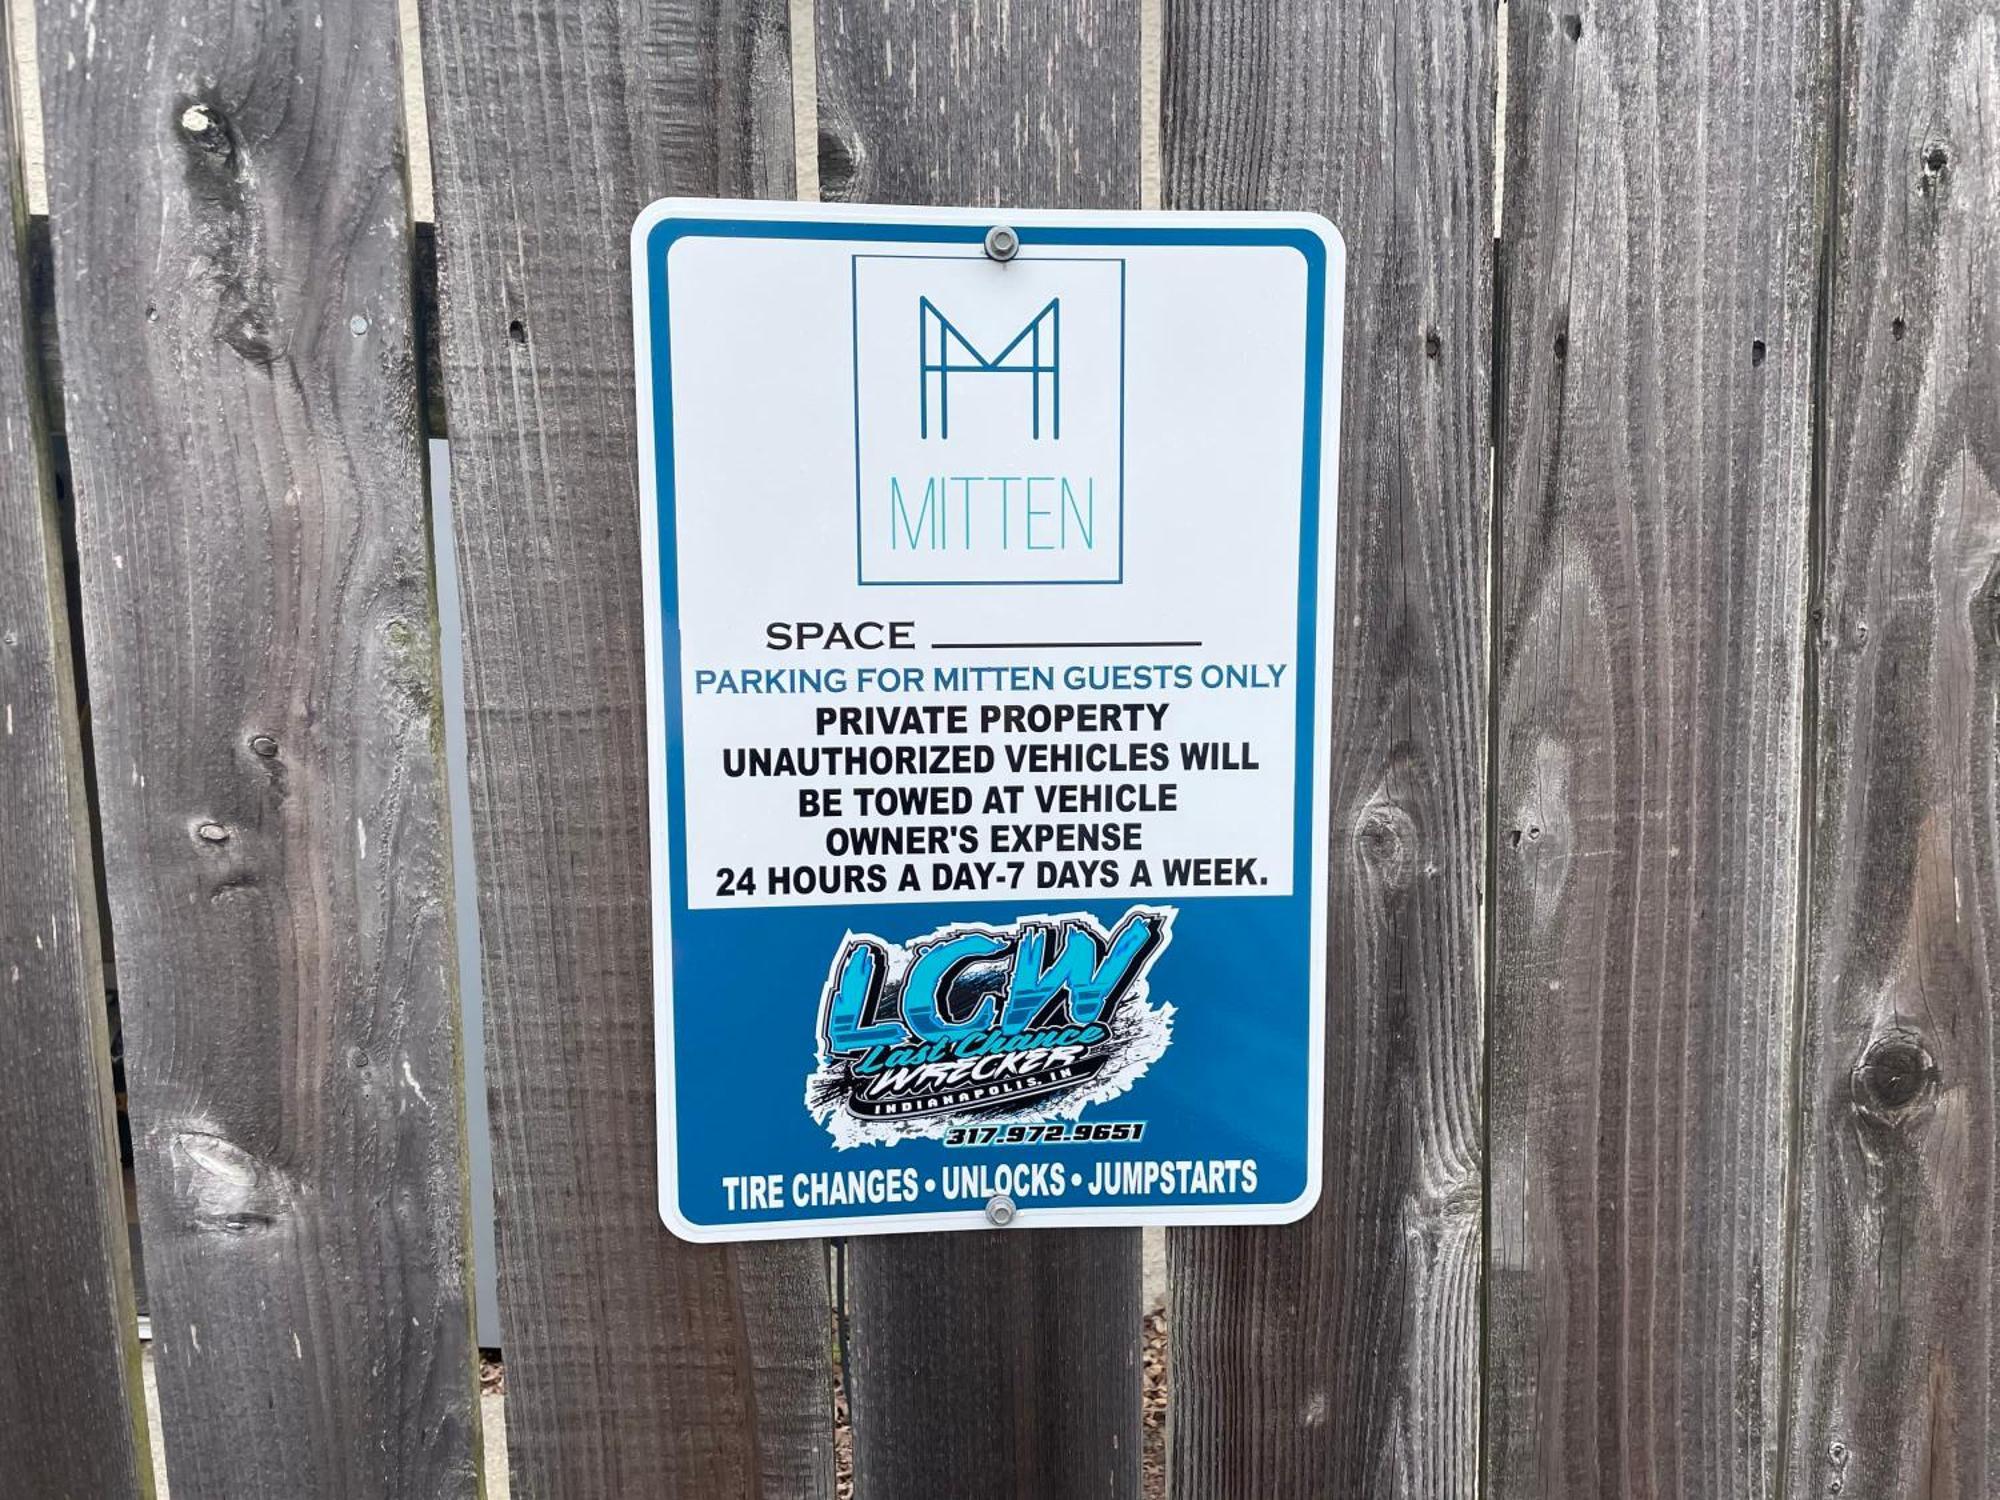 M
MITTEN
SPACE
PARKING FOR MITTEN GUESTS ONLY
PRIVATE PROPERTY
UNAUTHORIZED VEHICLES WILL
BE TOWED AT VEHICLE
OWNER'S EXPENSE
24 HOURS A DAY-7 DAYS A WEEK.
LCW
Last Chance
WRECKER
INDIANAPOLIS, IN
317.972.9651
TIRE CHANGES • UNLOCKS • JUMPSTARTS